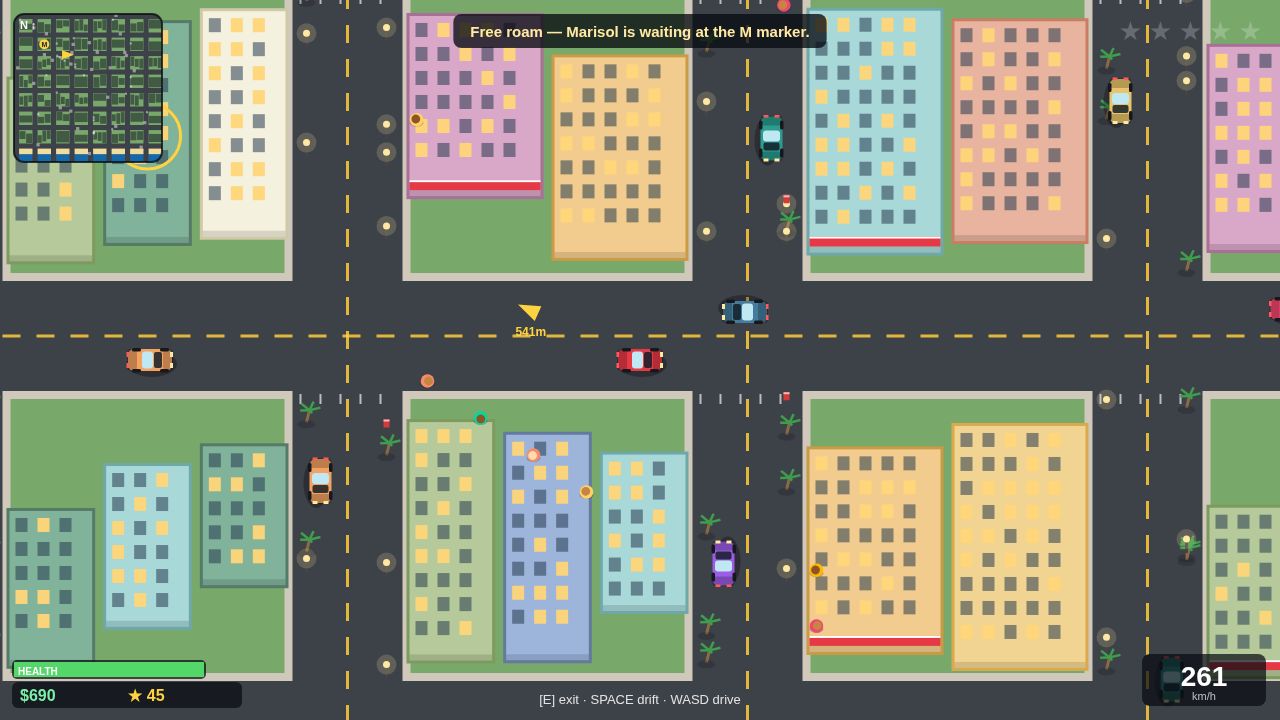 N
M
Free roam — Marisol is waiting at the M marker.
★ ★ ★ ★ ★
541m
HEALTH
$690 ★ 45
[E] exit · SPACE drift · WASD drive
261
km/h